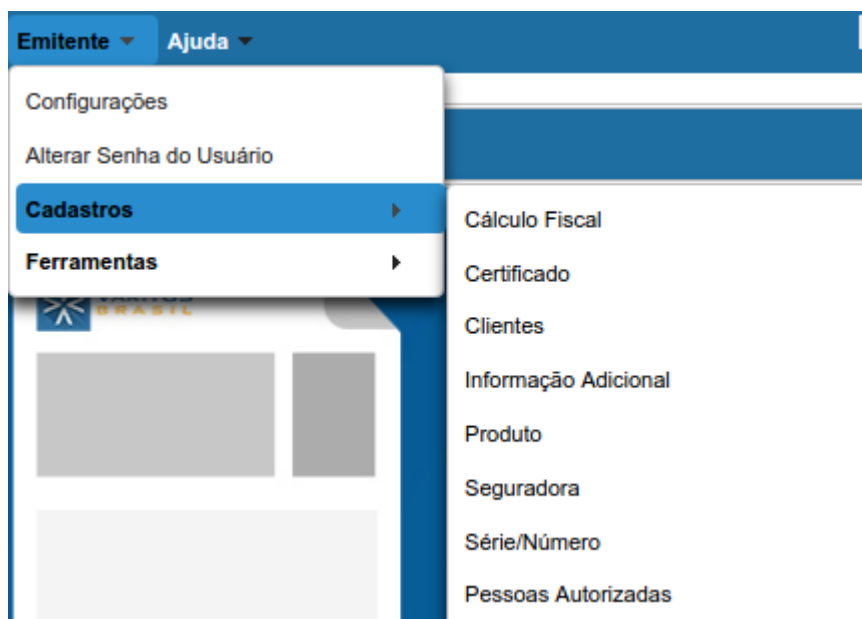 Emitente Ajuda
Configurações
Alterar Senha do Usuário
Cadastros
Ferramentas
Cálculo Fiscal
Certificado
Clientes
Informação Adicional
Produto
Seguradora
Série/Número
Pessoas Autorizadas
BRASIL